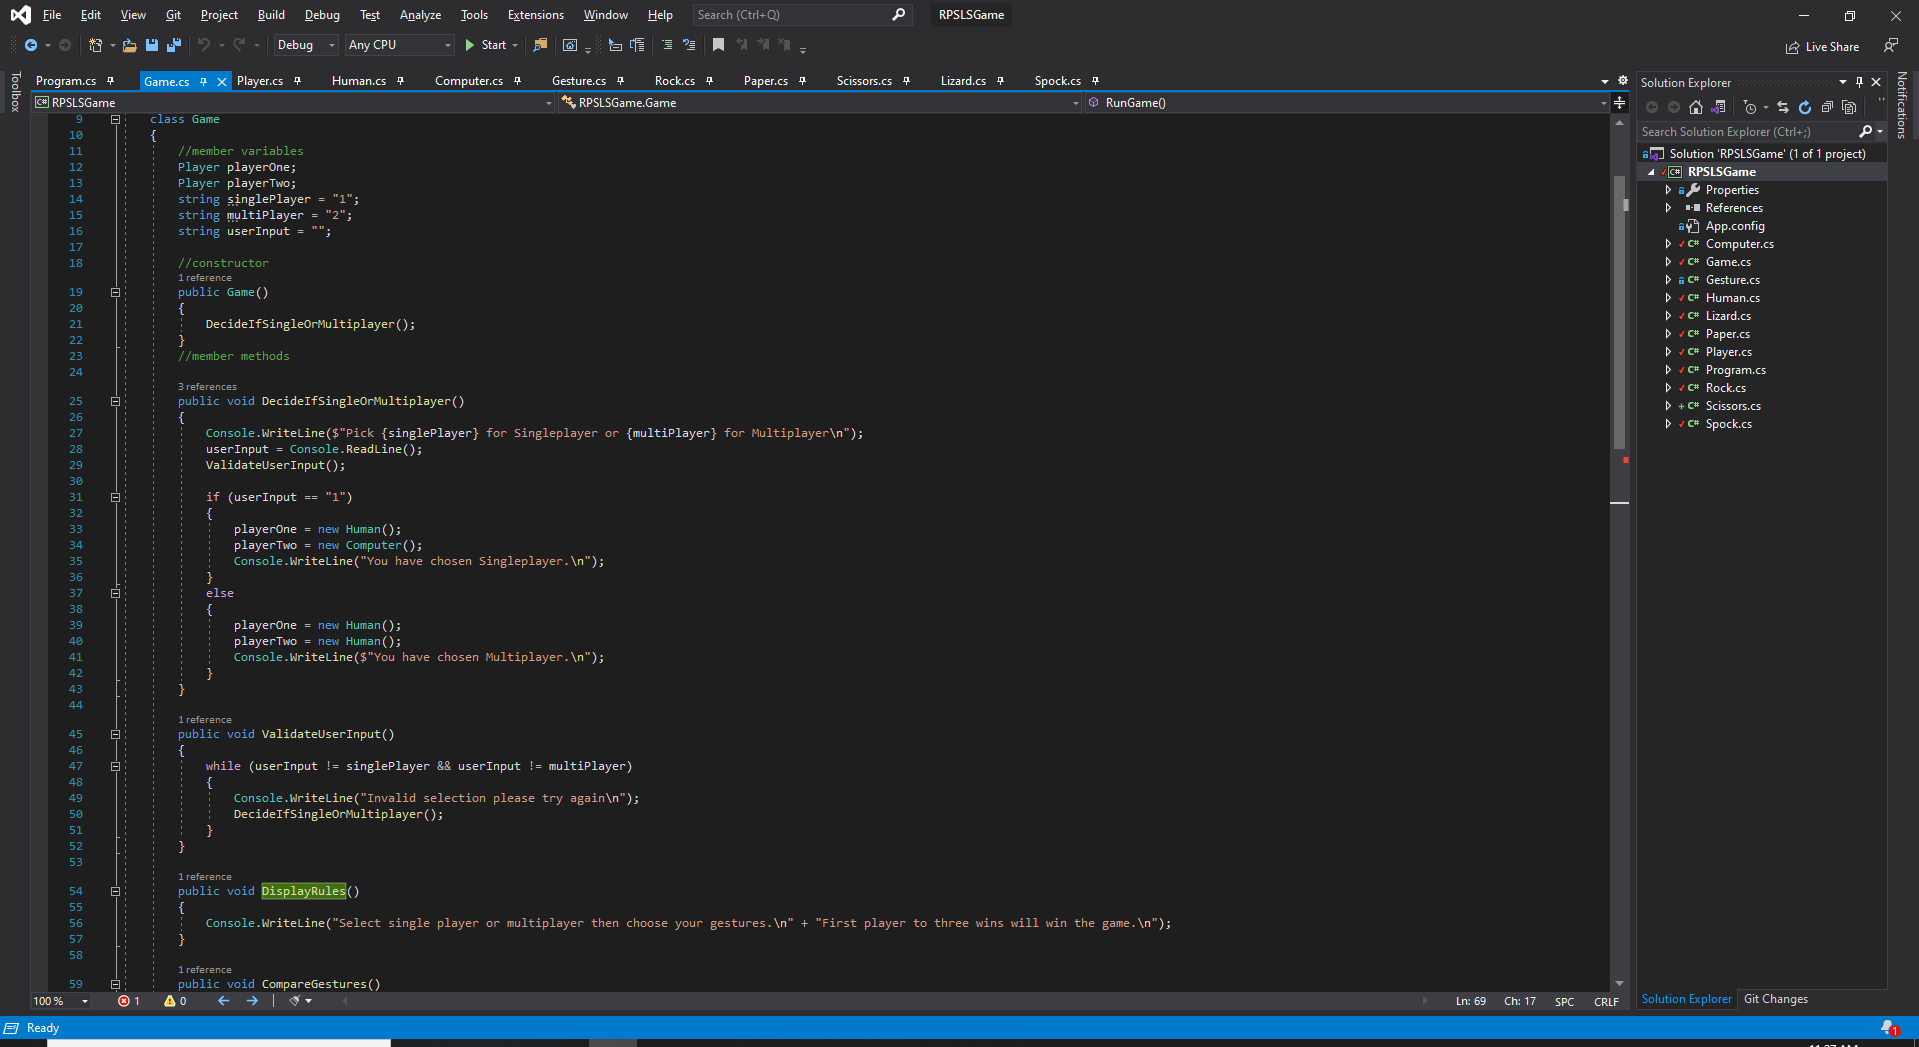 File Edit View Git Project Build Debug Test Analyze Tools Extensions Window Help Search (Ctrl+Q) RPSLSGame
Debug Any CPU Start Live Share
Toolbox
Program.cs Game.cs Player.cs Human.cs Computer.cs Gesture.cs Rock.cs Paper.cs Scissors.cs Lizard.cs Spock.cs
C# RPSLSGame RPSLSGame.Game RunGame()
9 class Game
10 {
11 //member variables
12 Player playerOne;
13 Player playerTwo;
14 string singlePlayer = "1";
15 string multiPlayer = "2";
16 string userInput = "";
17
18 //constructor
1 reference
19 public Game()
20 {
21 DecideIfSingleOrMultiplayer();
22 }
23 //member methods
24
3 references
25 public void DecideIfSingleOrMultiplayer()
26 {
27 Console.WriteLine($"Pick {singlePlayer} for Singleplayer or {multiPlayer} for Multiplayer\n");
28 userInput = Console.ReadLine();
29 ValidateUserInput();
30
31 if (userInput == "1")
32 {
33 playerOne = new Human();
34 playerTwo = new Computer();
35 Console.WriteLine("You have chosen Singleplayer.\n");
36 }
37 else
38 {
39 playerOne = new Human();
40 playerTwo = new Human();
41 Console.WriteLine($"You have chosen Multiplayer.\n");
42 }
43 }
44
1 reference
45 public void ValidateUserInput()
46 {
47 while (userInput != singlePlayer && userInput != multiPlayer)
48 {
49 Console.WriteLine("Invalid selection please try again\n");
50 DecideIfSingleOrMultiplayer();
51 }
52 }
53
1 reference
54 public void DisplayRules()
55 {
56 Console.WriteLine("Select single player or multiplayer then choose your gestures.\n" + "First player to three wins will win the game.\n");
57 }
58
1 reference
59 public void CompareGestures()
100 % 1 0 Ln: 69 Ch: 17 SPC CRLF
Solution Explorer
Search Solution Explorer (Ctrl+;)
Solution 'RPSLSGame' (1 of 1 project)
C# RPSLSGame
Properties
References
App.config
C# Computer.cs
C# Game.cs
C# Gesture.cs
C# Human.cs
C# Lizard.cs
C# Paper.cs
C# Player.cs
C# Program.cs
C# Rock.cs
C# Scissors.cs
C# Spock.cs
Solution Explorer Git Changes
Notifications
Ready 1